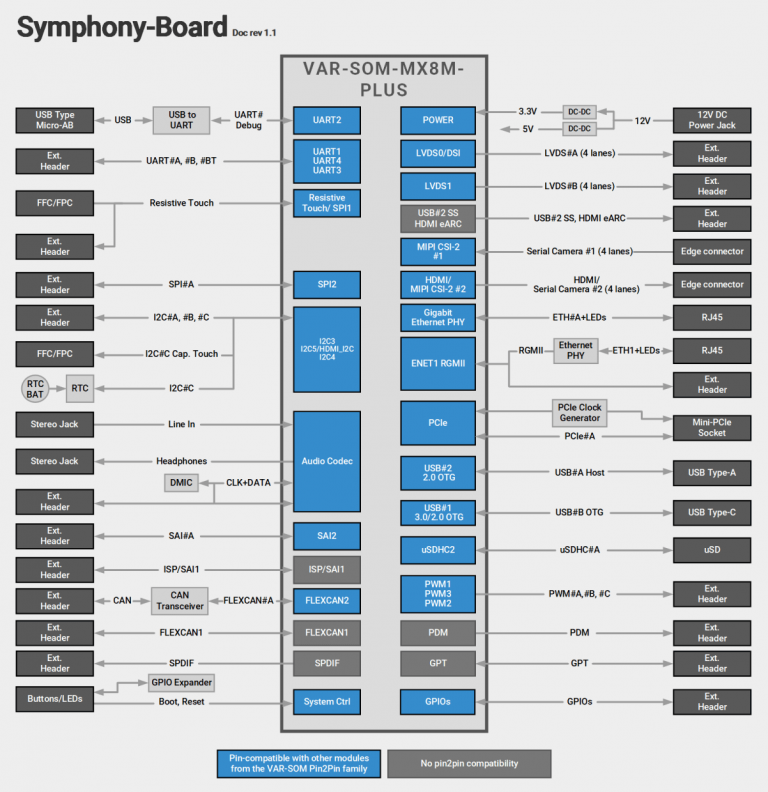 Symphony-Board Doc rev 1.1
VAR-SOM-MX8M-
PLUS
USB Type
Micro-AB
USB
USB to
UART
UART#
Debug
UART2
Ext.
Header
UART#A, #B, #BT
UART1
UART4
UART3
FFC/FPC
Resistive Touch
Resistive
Touch/ SPI1
Ext.
Header
Ext.
Header
SPI#A
SPI2
Ext.
Header
I2C#A, #B, #C
I2C3
I2C5/HDMI_I2C
I2C4
FFC/FPC
I2C#C Cap. Touch
RTC
BAT
RTC
I2C#C
Stereo Jack
Line In
Audio Codec
Stereo Jack
Headphones
DMIC
CLK+DATA
Ext.
Header
Ext.
Header
SAI#A
SAI2
Ext.
Header
ISP/SAI1
ISP/SAI1
Ext.
Header
CAN
CAN
Transceiver
FLEXCAN#A
FLEXCAN2
Ext.
Header
FLEXCAN1
FLEXCAN1
Ext.
Header
SPDIF
SPDIF
GPIO Expander
Buttons/LEDs
Boot, Reset
System Ctrl
POWER
3.3V
DC-DC
5V
DC-DC
12V
12V DC
Power Jack
LVDS0/DSI
LVDS#A (4 lanes)
Ext.
Header
LVDS1
LVDS#B (4 lanes)
Ext.
Header
USB#2 SS
HDMI eARC
USB#2 SS, HDMI eARC
Ext.
Header
MIPI CSI-2
#1
Serial Camera #1 (4 lanes)
Edge connector
HDMI/
MIPI CSI-2 #2
HDMI/
Serial Camera #2 (4 lanes)
Edge connector
Gigabit
Ethernet PHY
ETH#A+LEDs
RJ45
ENET1 RGMII
RGMII
Ethernet
PHY
ETH1+LEDs
RJ45
Ext.
Header
PCIe
PCIe Clock
Generator
PCIe#A
Mini-PCIe
Socket
USB#2
2.0 OTG
USB#A Host
USB Type-A
USB#1
3.0/2.0 OTG
USB#B OTG
USB Type-C
uSDHC2
uSDHC#A
uSD
PWM1
PWM3
PWM2
PWM#A,#B, #C
Ext.
Header
PDM
PDM
Ext.
Header
GPT
GPT
Ext.
Header
GPIOs
GPIOs
Ext.
Header
Pin-compatible with other modules
from the VAR-SOM Pin2Pin family
No pin2pin compatibility